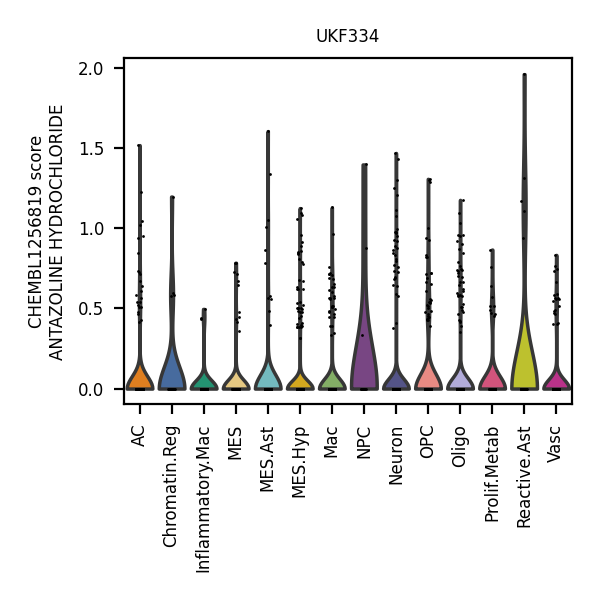 UKF334
CHEMBL1256819 score
ANTAZOLINE HYDROCHLORIDE
2.0
1.5
1.0
0.5
0.0
AC
Chromatin.Reg
Inflammatory.Mac
MES
MES.Ast
MES.Hyp
Mac
NPC
Neuron
OPC
Oligo
Prolif.Metab
Reactive.Ast
Vasc